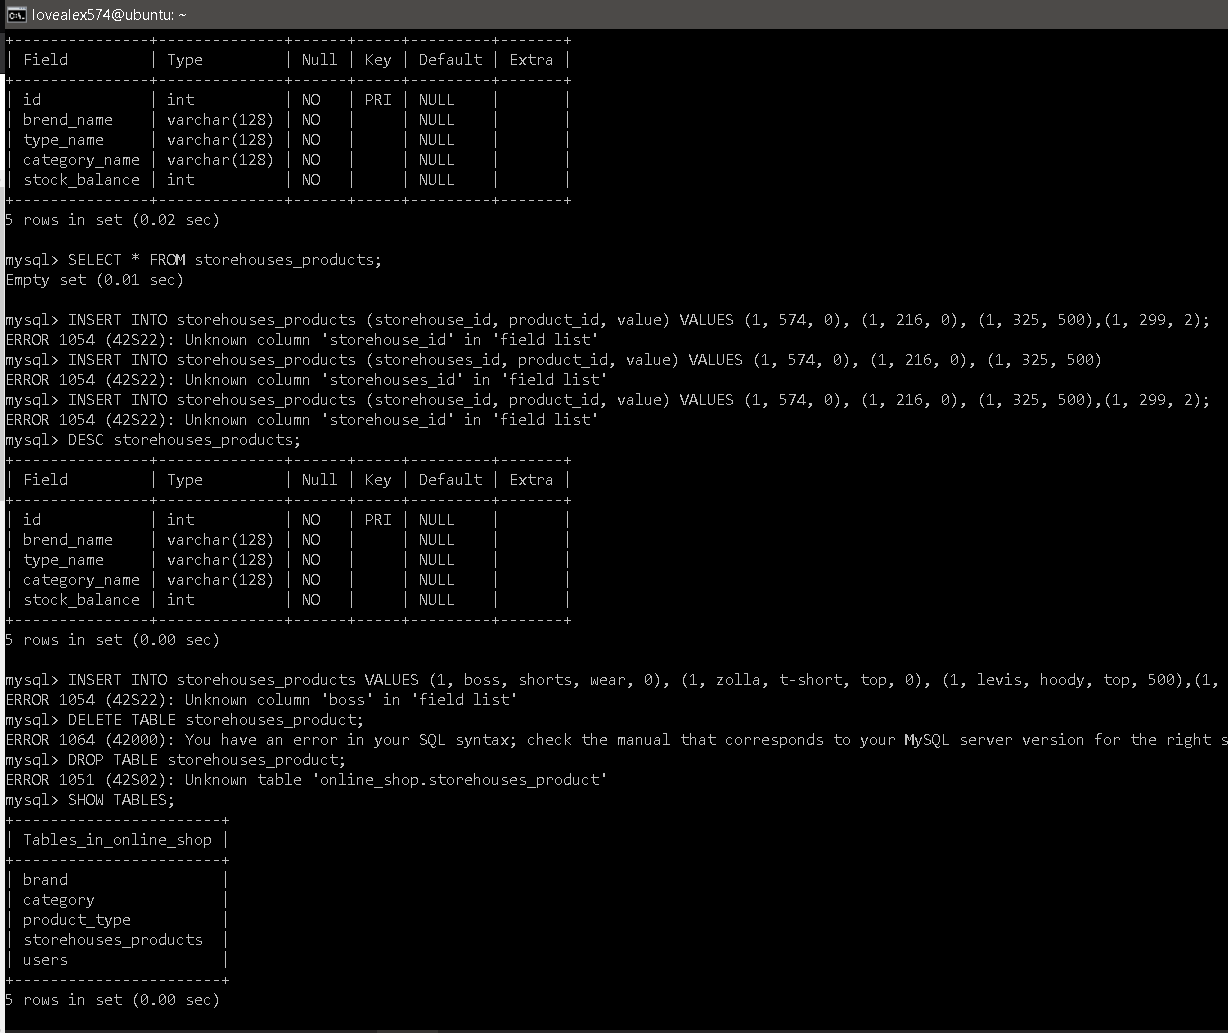 lovealex574@ubuntu: ~
+---------------+--------------+------+-----+---------+-------+
| Field         | Type         | Null | Key | Default | Extra |
+---------------+--------------+------+-----+---------+-------+
| id            | int          | NO   | PRI | NULL    |       |
| brend_name    | varchar(128) | NO   |     | NULL    |       |
| type_name     | varchar(128) | NO   |     | NULL    |       |
| category_name | varchar(128) | NO   |     | NULL    |       |
| stock_balance | int          | NO   |     | NULL    |       |
+---------------+--------------+------+-----+---------+-------+
5 rows in set (0.02 sec)
mysql> SELECT * FROM storehouses_products;
Empty set (0.01 sec)
mysql> INSERT INTO storehouses_products (storehouse_id, product_id, value) VALUES (1, 574, 0), (1, 216, 0), (1, 325, 500),(1, 299, 2);
ERROR 1054 (42S22): Unknown column 'storehouse_id' in 'field list'
mysql> INSERT INTO storehouses_products (storehouses_id, product_id, value) VALUES (1, 574, 0), (1, 216, 0), (1, 325, 500)
ERROR 1054 (42S22): Unknown column 'storehouses_id' in 'field list'
mysql> INSERT INTO storehouses_products (storehouse_id, product_id, value) VALUES (1, 574, 0), (1, 216, 0), (1, 325, 500),(1, 299, 2);
ERROR 1054 (42S22): Unknown column 'storehouse_id' in 'field list'
mysql> DESC storehouses_products;
+---------------+--------------+------+-----+---------+-------+
| Field         | Type         | Null | Key | Default | Extra |
+---------------+--------------+------+-----+---------+-------+
| id            | int          | NO   | PRI | NULL    |       |
| brend_name    | varchar(128) | NO   |     | NULL    |       |
| type_name     | varchar(128) | NO   |     | NULL    |       |
| category_name | varchar(128) | NO   |     | NULL    |       |
| stock_balance | int          | NO   |     | NULL    |       |
+---------------+--------------+------+-----+---------+-------+
5 rows in set (0.00 sec)
mysql> INSERT INTO storehouses_products VALUES (1, boss, shorts, wear, 0), (1, zolla, t-short, top, 0), (1, levis, hoody, top, 500),(1,
ERROR 1054 (42S22): Unknown column 'boss' in 'field list'
mysql> DELETE TABLE storehouses_product;
ERROR 1064 (42000): You have an error in your SQL syntax; check the manual that corresponds to your MySQL server version for the right s
mysql> DROP TABLE storehouses_product;
ERROR 1051 (42S02): Unknown table 'online_shop.storehouses_product'
mysql> SHOW TABLES;
+-----------------------+
| Tables_in_online_shop |
+-----------------------+
| brand                 |
| category              |
| product_type          |
| storehouses_products  |
| users                 |
+-----------------------+
5 rows in set (0.00 sec)